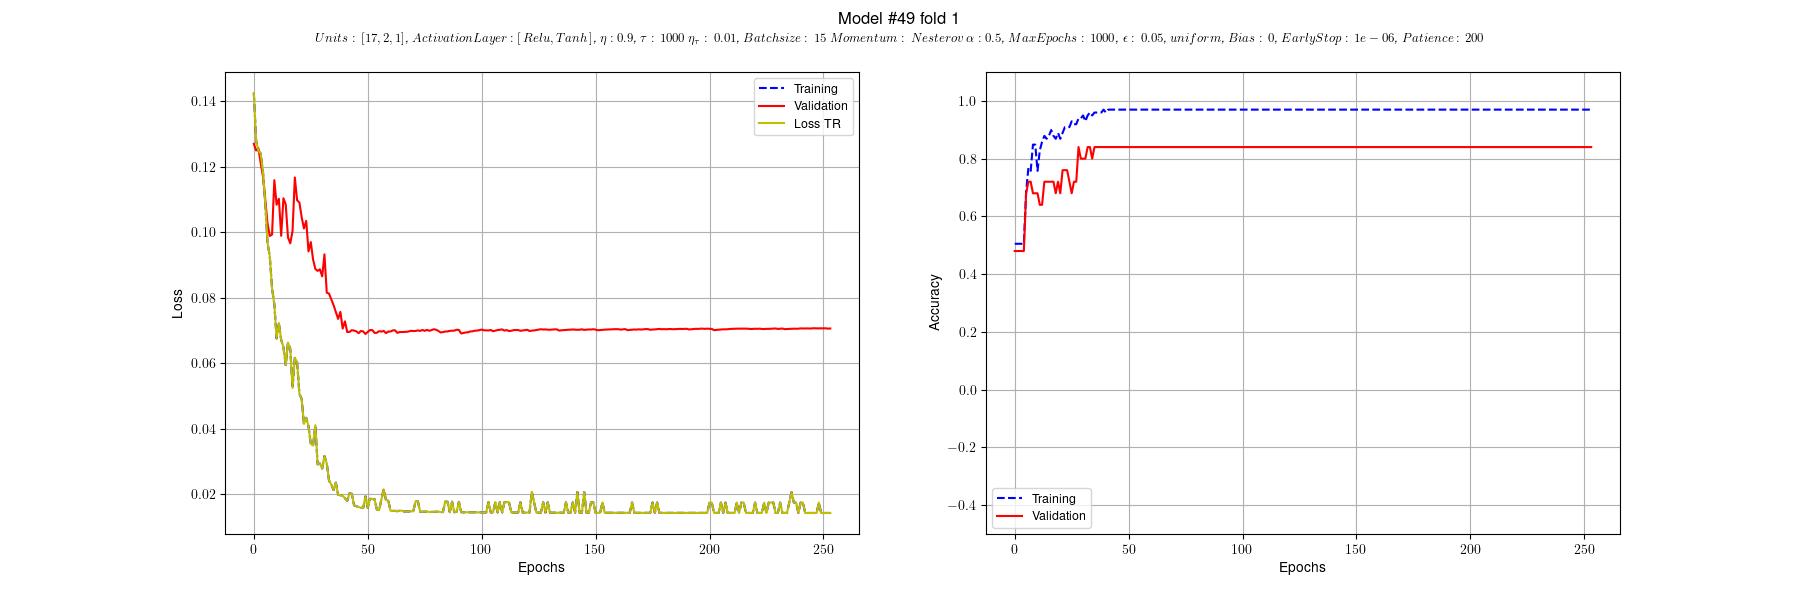 Model #49 fold 1
Units : [17, 2, 1], ActivationLayer : [ Relu, Tanh ], η : 0.9, τ : 1000 ητ : 0.01, Batchsize : 15 Momentum : Nesterov α : 0.5, MaxEpochs : 1000, ϵ : 0.05, uniform, Bias : 0, EarlyStop : 1e − 06, Patience : 200
Loss
0.14
0.12
0.10
0.08
0.06
0.04
0.02
Training
Validation
Loss TR
0 50 100 150 200 250
Epochs
Accuracy
1.0
0.8
0.6
0.4
0.2
0.0
−0.2
−0.4
Training
Validation
0 50 100 150 200 250
Epochs